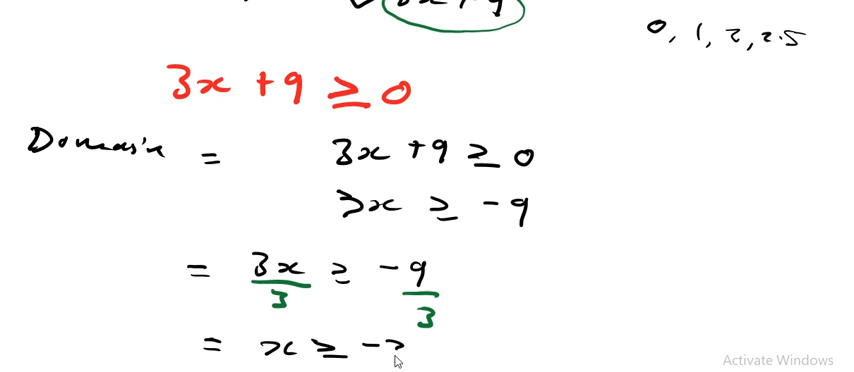 0, 1, 2, 2.5
3x + 9 ≥ 0
Domain = 3x + 9 ≥ 0
3x ≥ -9
= 3x/3 ≥ -9/3
= x ≥ -
Activate Windows